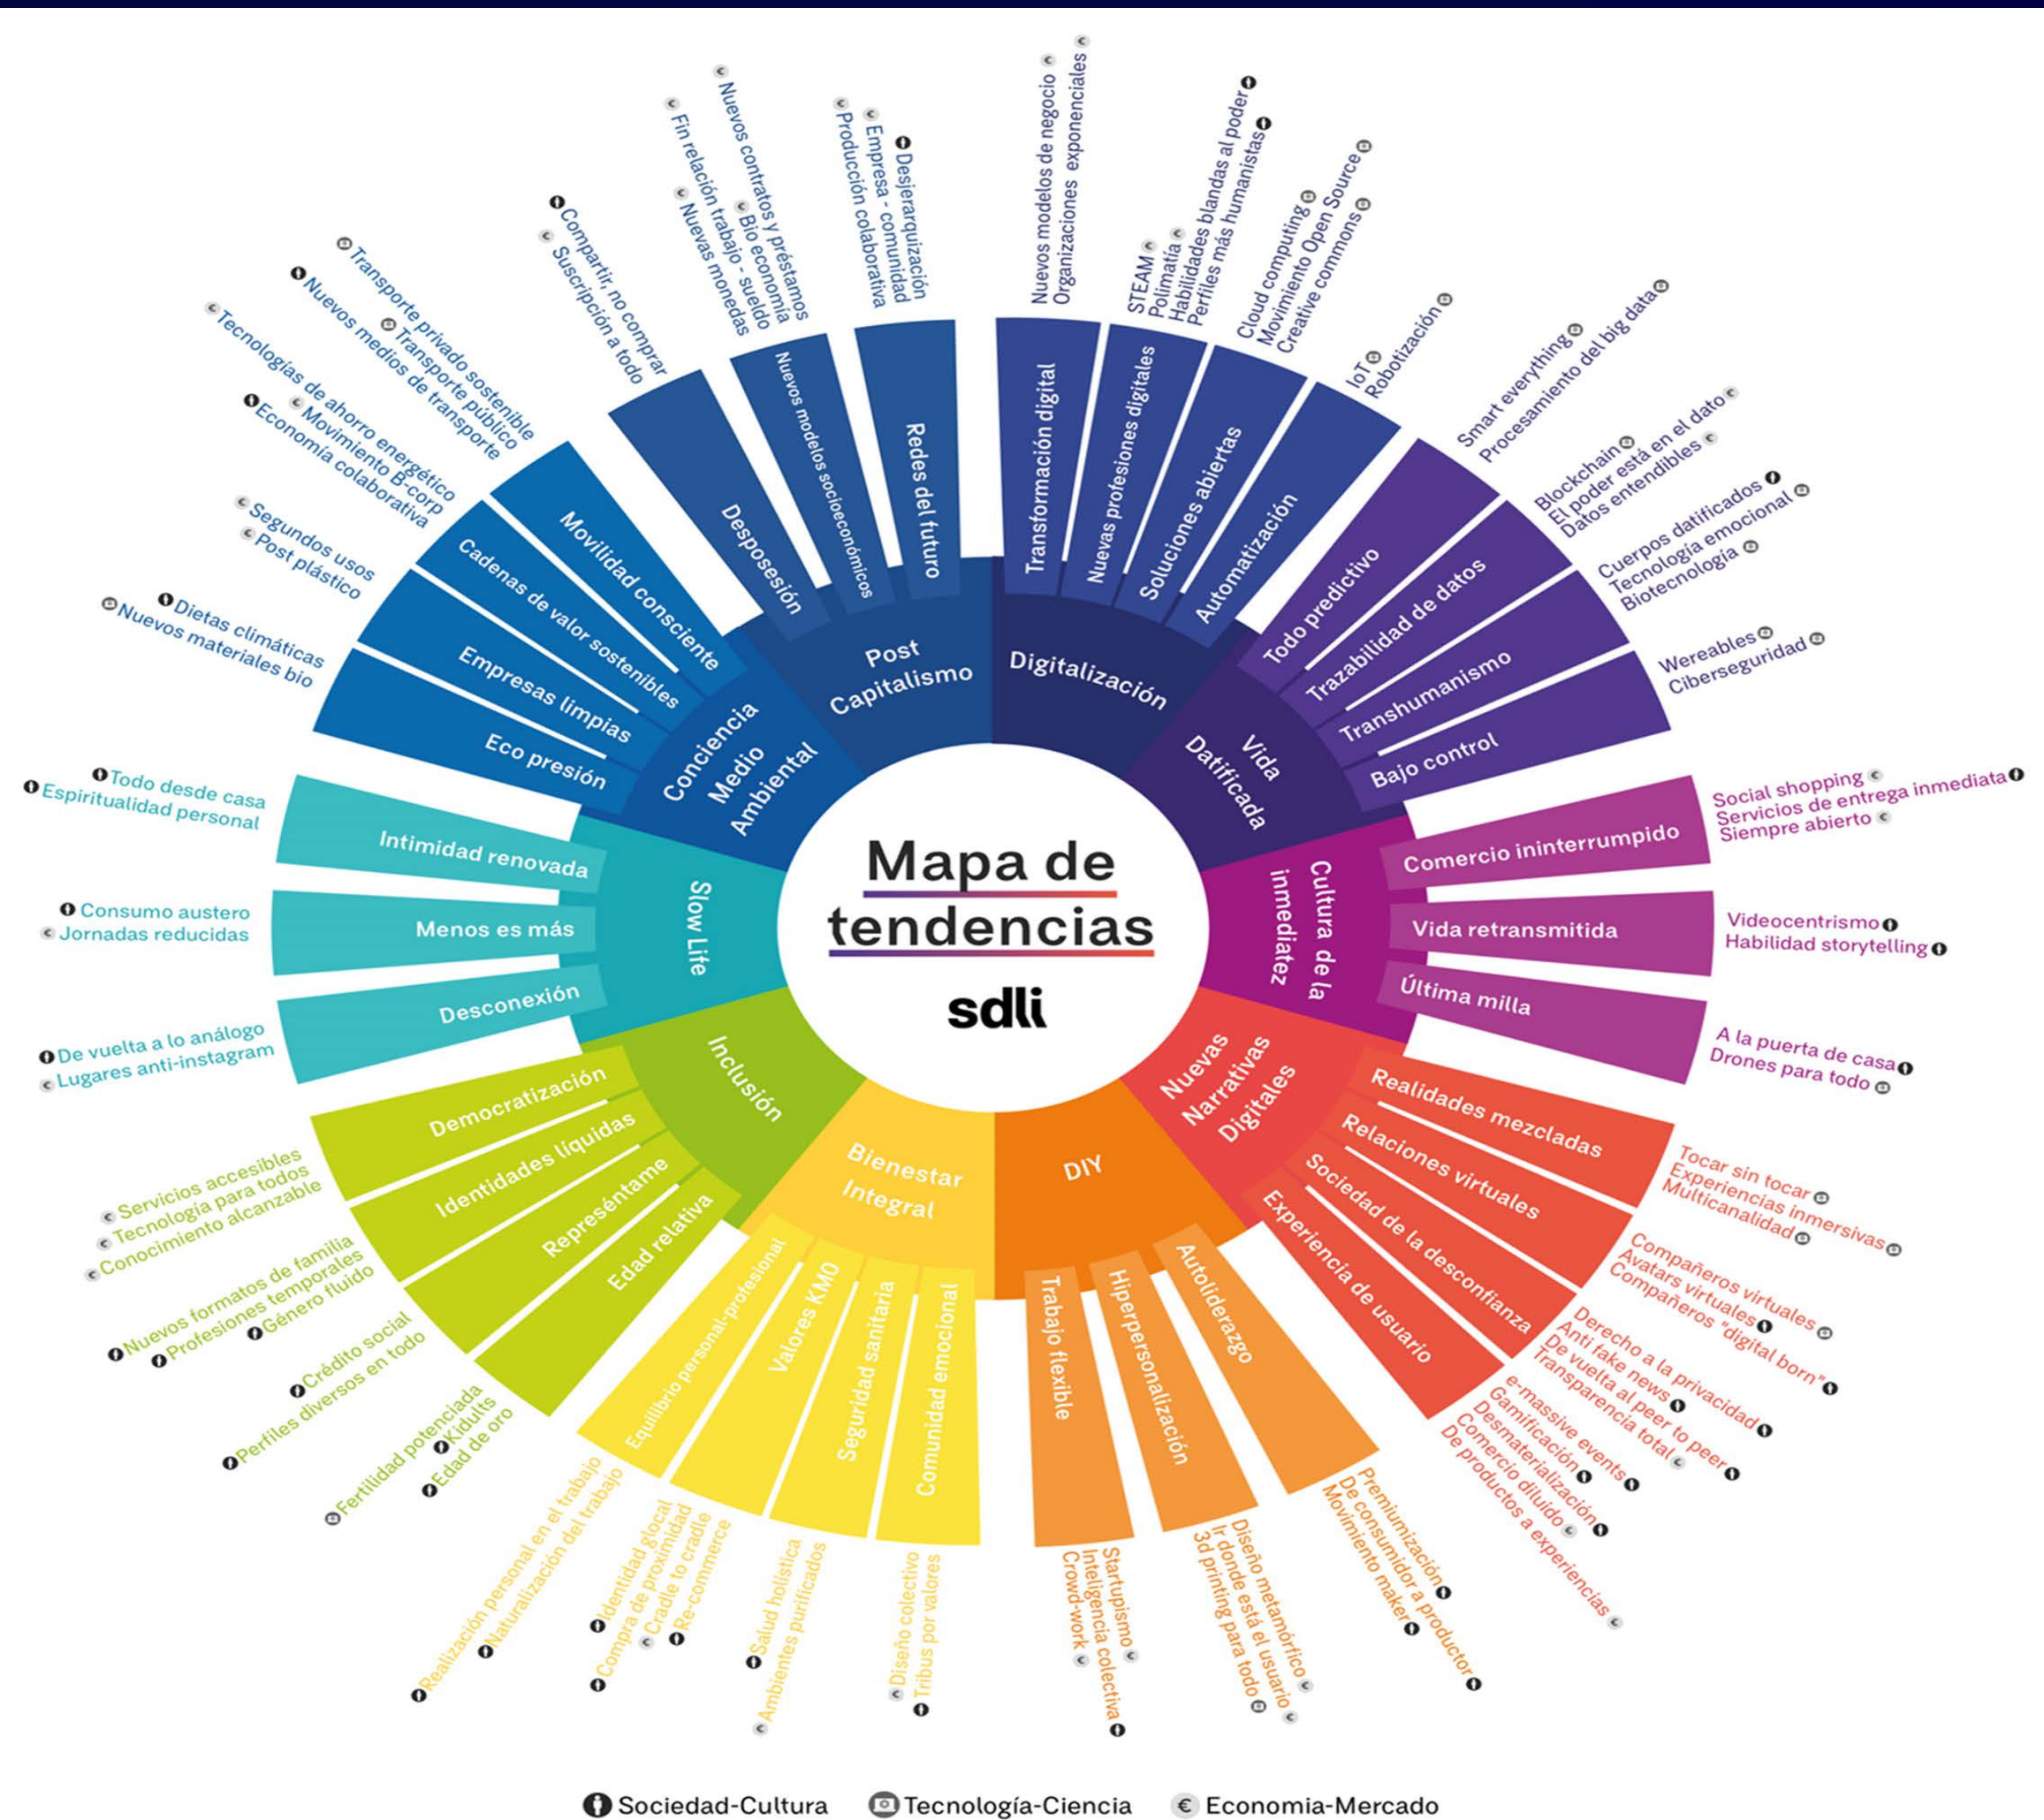 Mapa de
tendencias
sdli
Digitalización
Transformación digital
Nuevos modelos de negocio
Organizaciones exponenciales
Nuevas profesiones digitales
STEAM
Polimatía
Habilidades blandas al poder
Perfiles más humanistas
Soluciones abiertas
Cloud computing
Movimiento Open Source
Creative commons
Automatización
IoT
Robotización
Vida
Datificada
Todo predictivo
Smart everything
Procesamiento del big data
Trazabilidad de datos
Blockchain
El poder está en el dato
Datos entendibles
Transhumanismo
Cuerpos datificados
Tecnología emocional
Biotecnología
Bajo control
Wereables
Ciberseguridad
Cultura de la
inmediatez
Comercio ininterrumpido
Social shopping
Servicios de entrega inmediata
Siempre abierto
Vida retransmitida
Videocentrismo
Habilidad storytelling
Última milla
A la puerta de casa
Drones para todo
Nuevas
Narrativas
Digitales
Realidades mezcladas
Tocar sin tocar
Experiencias inmersivas
Multicanalidad
Relaciones virtuales
Compañeros virtuales
Avatars virtuales
Compañeros "digital born"
Sociedad de la desconfianza
Derecho a la privacidad
Anti fake news
De vuelta al peer to peer
Transparencia total
Experiencia de usuario
e-massive events
Gamificación
Desmaterialización
Comercio diluido
De productos a experiencias
DIY
Autoliderazgo
Premiumización
De consumidor a productor
Movimiento maker
Hiperpersonalización
Diseño metamórfico
Ir donde está el usuario
3d printing para todo
Trabajo flexible
Startupismo
Inteligencia colectiva
Crowd-work
Bienestar
Integral
Comunidad emocional
Diseño colectivo
Tribus por valores
Seguridad sanitaria
Salud holística
Ambientes purificados
Valores KM0
Identidad glocal
Compra de proximidad
Cradle to cradle
Re-commerce
Equilibrio personal-profesional
Realización personal en el trabajo
Naturalización del trabajo
Inclusión
Edad relativa
Fertilidad potenciada
Kidults
Edad de oro
Represéntame
Crédito social
Perfiles diversos en todo
Identidades líquidas
Nuevos formatos de familia
Profesiones temporales
Género fluido
Democratización
Servicios accesibles
Tecnología para todos
Conocimiento alcanzable
Slow Life
Desconexión
De vuelta a lo análogo
Lugares anti-instagram
Menos es más
Consumo austero
Jornadas reducidas
Intimidad renovada
Todo desde casa
Espiritualidad personal
Conciencia
Medio
Ambiental
Eco presión
Dietas climáticas
Nuevos materiales bio
Empresas limpias
Segundos usos
Post plástico
Cadenas de valor sostenibles
Tecnologías de ahorro energético
Movimiento B-corp
Economía colaborativa
Movilidad consciente
Transporte privado sostenible
Transporte público
Nuevos medios de transporte
Post
Capitalismo
Desposesión
Compartir, no comprar
Suscripción a todo
Nuevos modelos socioeconómicos
Nuevos contratos y préstamos
Bio economía
Fin relación trabajo - sueldo
Nuevas monedas
Redes del futuro
Desjerarquización
Empresa - comunidad
Producción colaborativa
Sociedad-Cultura
Tecnología-Ciencia
€ Economia-Mercado